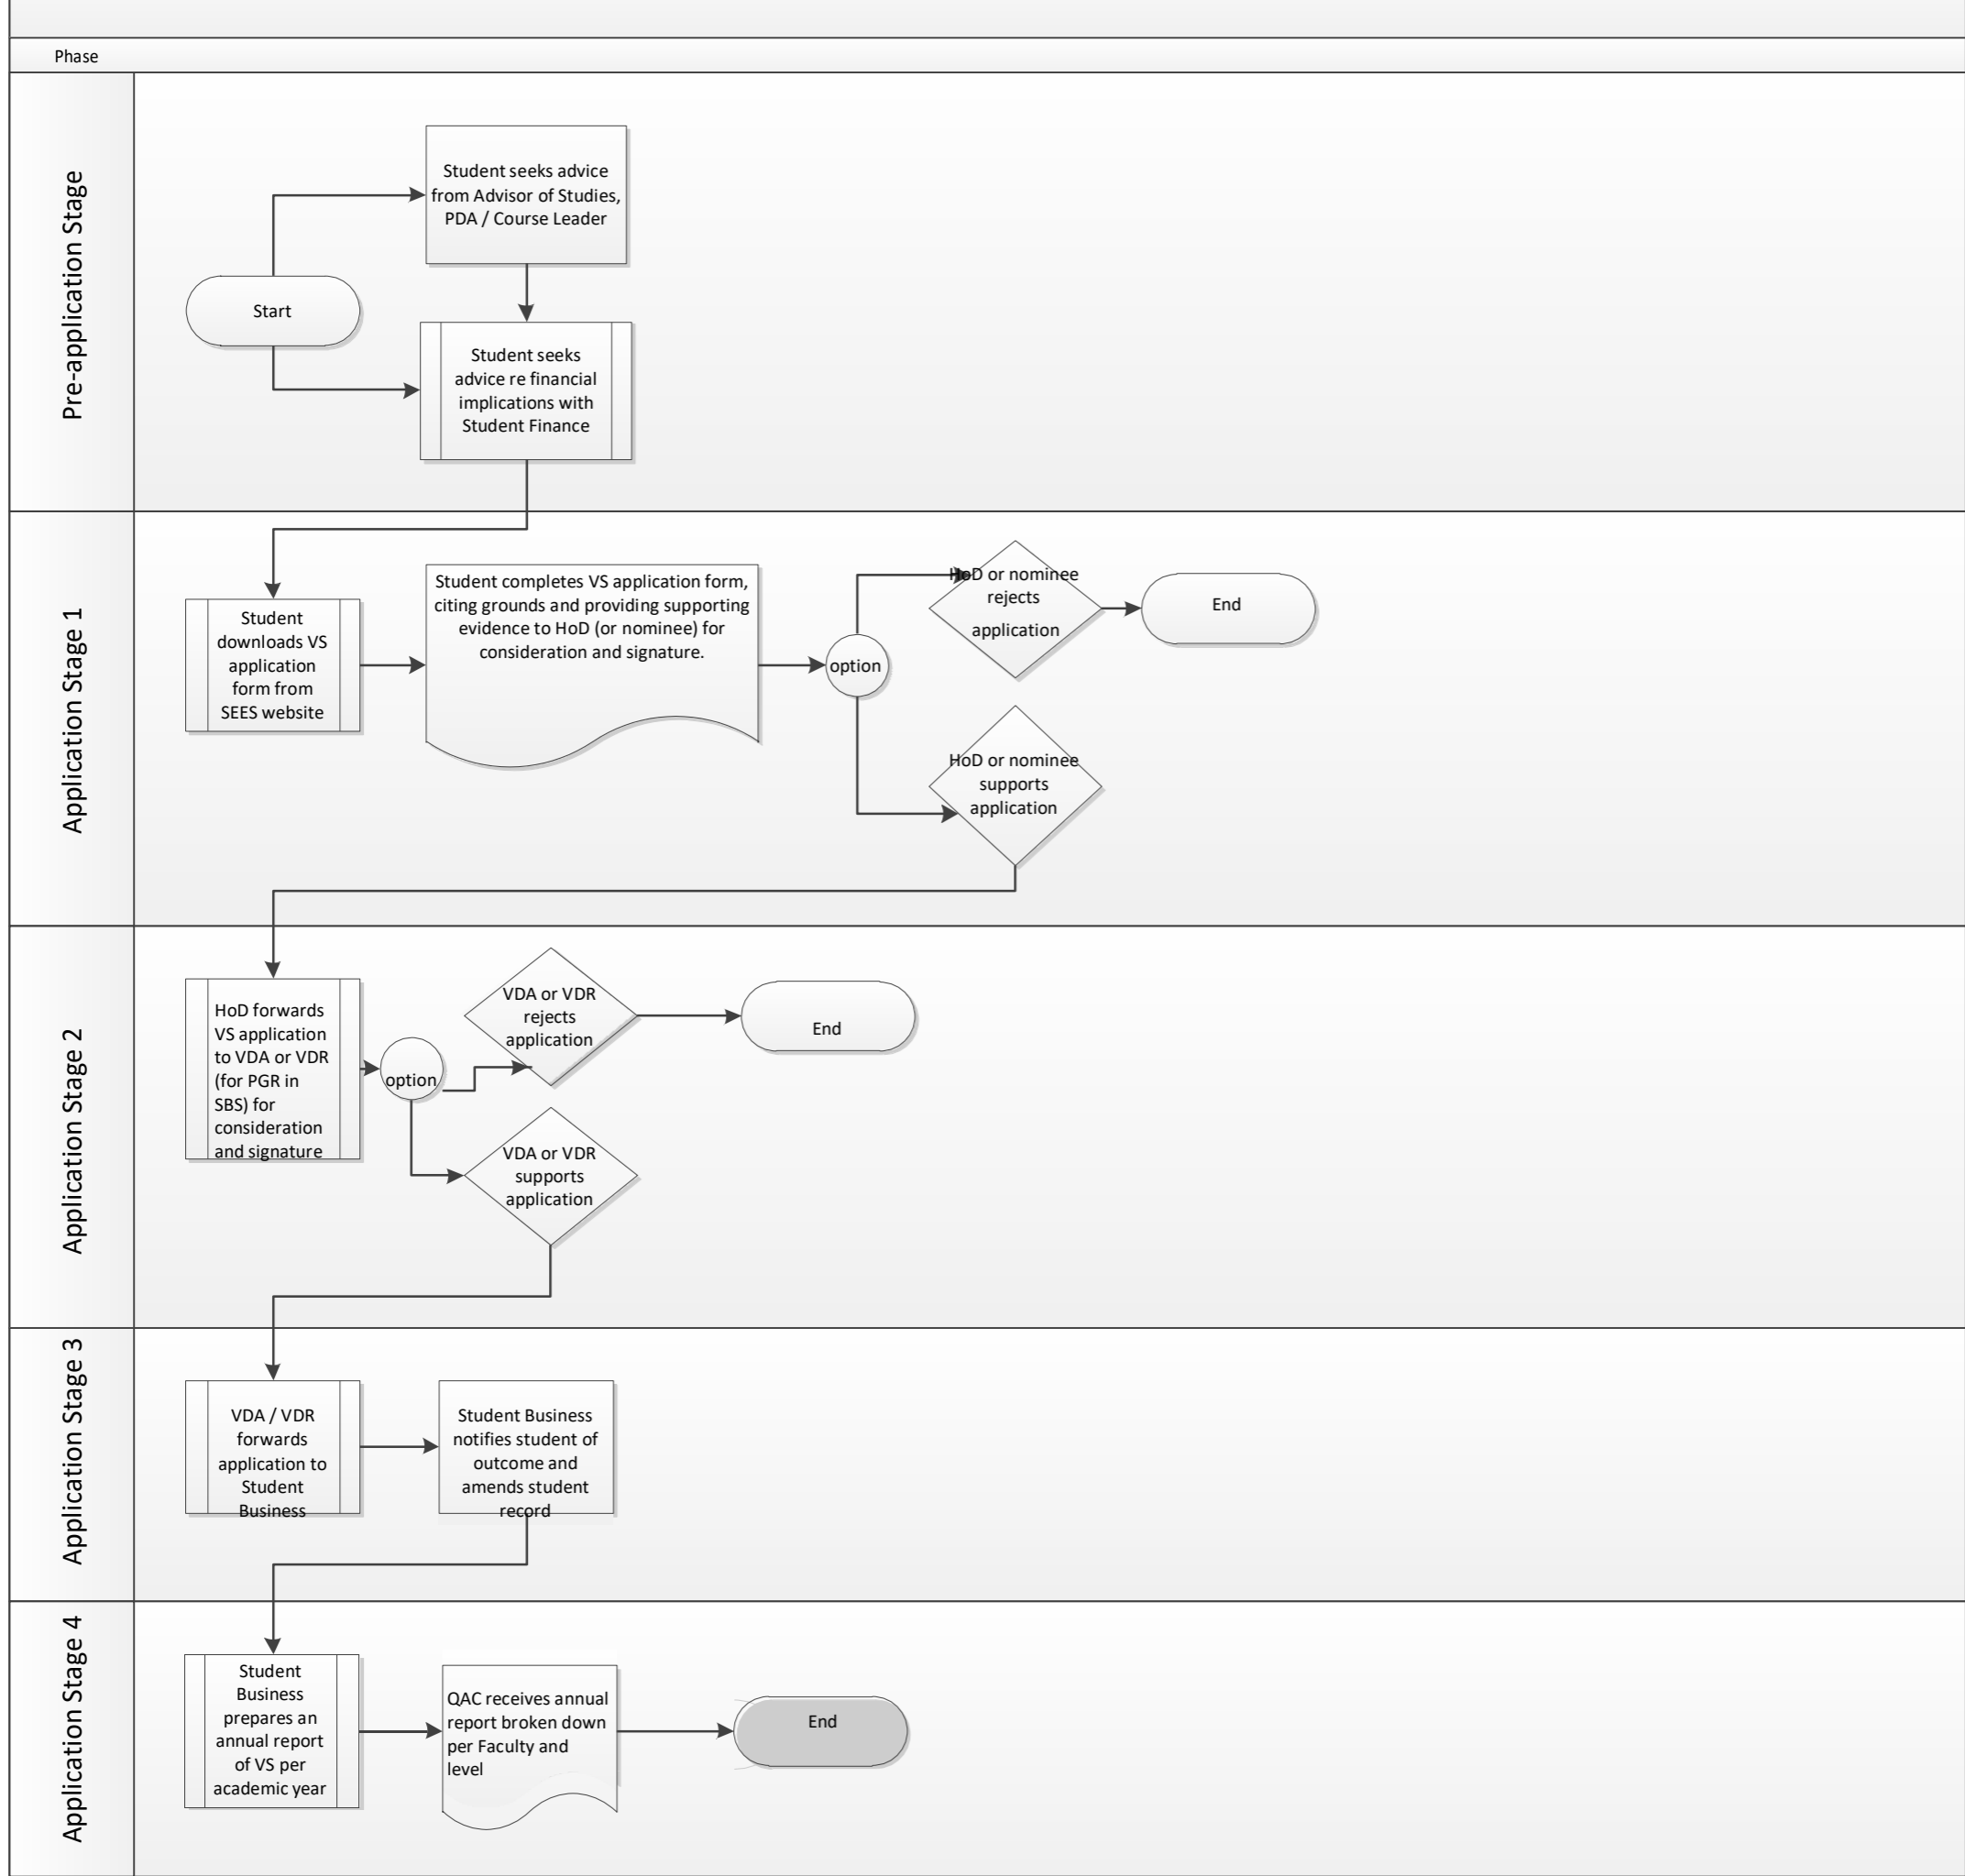 Phase
Pre-application Stage
Student seeks advice
from Advisor of Studies,
PDA / Course Leader
Start
Student seeks
advice re financial
implications with
Student Finance
Application Stage 1
Student
downloads VS
application
form from
SEES website
Student completes VS application form,
citing grounds and providing supporting
evidence to HoD (or nominee) for
consideration and signature.
option
HoD or nominee
rejects
application
End
HoD or nominee
supports
application
Application Stage 2
HoD forwards
VS application
to VDA or VDR
(for PGR in
SBS) for
consideration
and signature
option
VDA or VDR
rejects
application
End
VDA or VDR
supports
application
Application Stage 3
VDA / VDR
forwards
application to
Student
Business
Student Business
notifies student of
outcome and
amends student
record
Application Stage 4
Student
Business
prepares an
annual report
of VS per
academic year
QAC receives annual
report broken down
per Faculty and
level
End